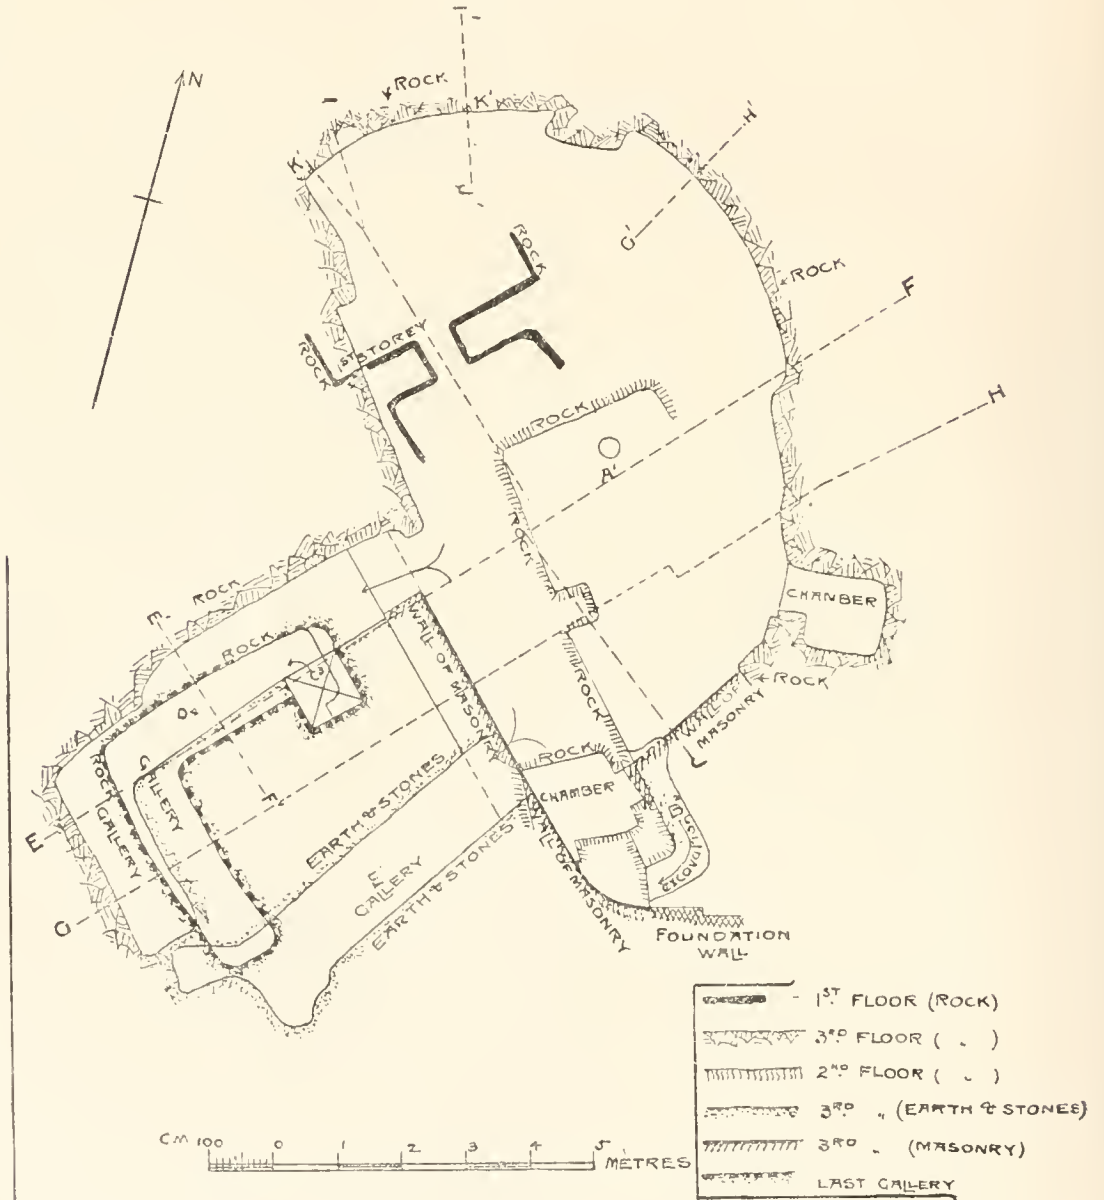 N
ROCK
K'
K'
H'
G'
ROCK
ROCK
F
ROCK
1ST STOREY
ROCK
A'
H
ROCK
CHAMBER
ROCK
ROCK
WALL OF MASONRY
ROCK
WALL OF
MASONRY
L
ROCK
CHAMBER
GALLERY
ROCK
GALLERY
F'
E
G
EARTH & STONES
E'
GALLERY
EARTH & STONES
WALL OF MASONRY
FOUNDATION
WALL
1ST FLOOR (ROCK)
3RD FLOOR ( " )
2ND FLOOR ( " )
3RD " (EARTH & STONES)
3RD " (MASONRY)
LAST GALLERY
CM 100 0 1 2 3 4 5 MÈTRES